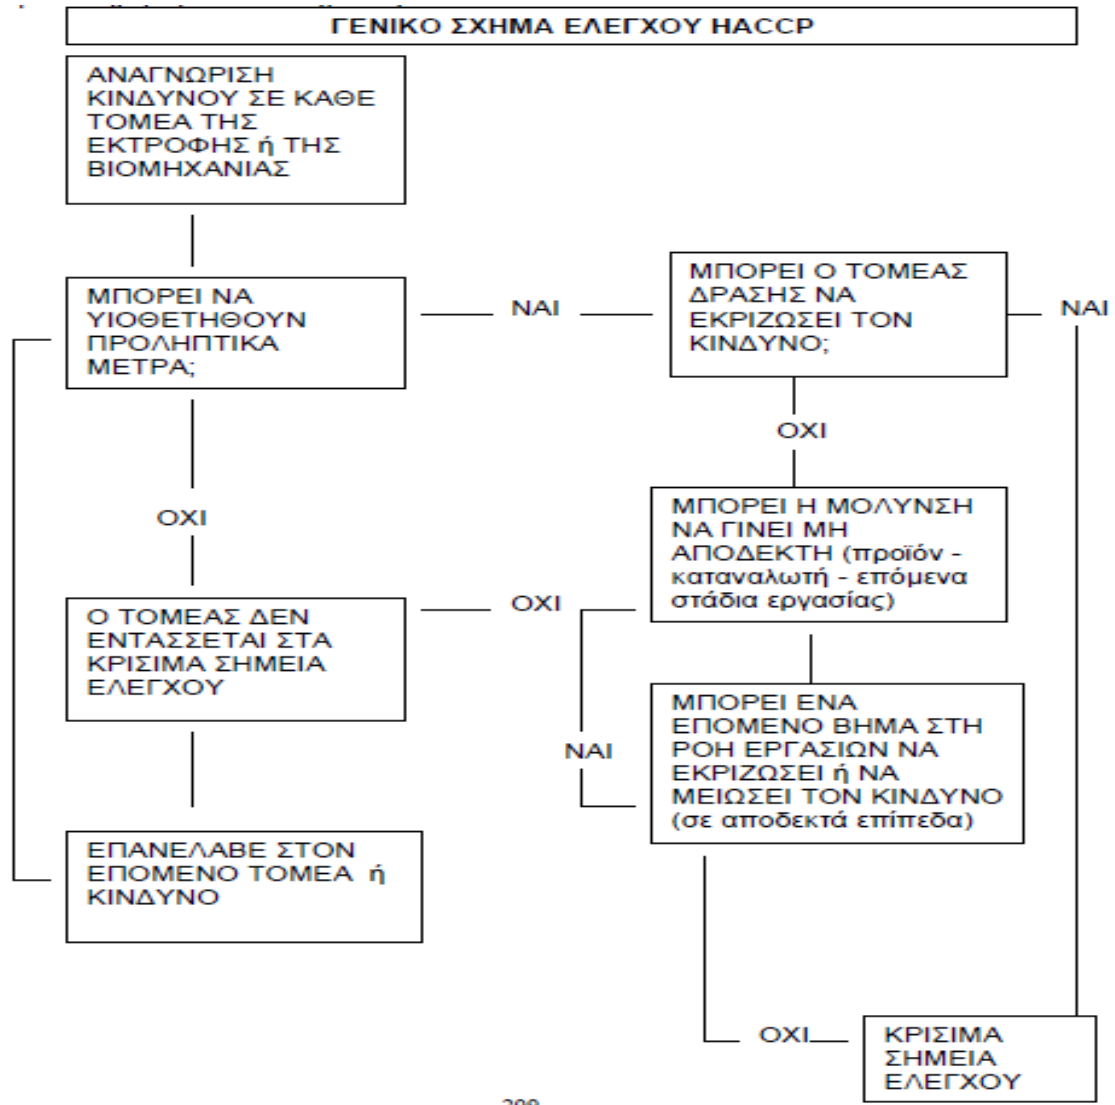 ΓΕΝΙΚΟ ΣΧΗΜΑ ΕΛΕΓΧΟΥ HACCP
ΑΝΑΓΝΩΡΙΣΗ
ΚΙΝΔΥΝΟΥ ΣΕ ΚΑΘΕ
ΤΟΜΕΑ ΤΗΣ
ΕΚΤΡΟΦΗΣ ή ΤΗΣ
ΒΙΟΜΗΧΑΝΙΑΣ
ΜΠΟΡΕΙ ΝΑ
ΥΙΟΘΕΤΗΘΟΥΝ
ΠΡΟΛΗΠΤΙΚΑ
ΜΕΤΡΑ;
ΝΑΙ
ΜΠΟΡΕΙ Ο ΤΟΜΕΑΣ
ΔΡΑΣΗΣ ΝΑ
ΕΚΡΙΖΩΣΕΙ ΤΟΝ
ΚΙΝΔΥΝΟ;
ΝΑΙ
ΟΧΙ
ΟΧΙ
ΜΠΟΡΕΙ Η ΜΟΛΥΝΣΗ
ΝΑ ΓΙΝΕΙ ΜΗ
ΑΠΟΔΕΚΤΗ (προϊόν -
καταναλωτή - επόμενα
στάδια εργασίας)
Ο ΤΟΜΕΑΣ ΔΕΝ
ΕΝΤΑΣΣΕΤΑΙ ΣΤΑ
ΚΡΙΣΙΜΑ ΣΗΜΕΙΑ
ΕΛΕΓΧΟΥ
ΟΧΙ
ΝΑΙ
ΜΠΟΡΕΙ ΕΝΑ
ΕΠΟΜΕΝΟ ΒΗΜΑ ΣΤΗ
ΡΟΗ ΕΡΓΑΣΙΩΝ ΝΑ
ΕΚΡΙΖΩΣΕΙ ή ΝΑ
ΜΕΙΩΣΕΙ ΤΟΝ ΚΙΝΔΥΝΟ
(σε αποδεκτά επίπεδα)
ΕΠΑΝΕΛΑΒΕ ΣΤΟΝ
ΕΠΟΜΕΝΟ ΤΟΜΕΑ ή
ΚΙΝΔΥΝΟ
ΟΧΙ
ΚΡΙΣΙΜΑ
ΣΗΜΕΙΑ
ΕΛΕΓΧΟΥ